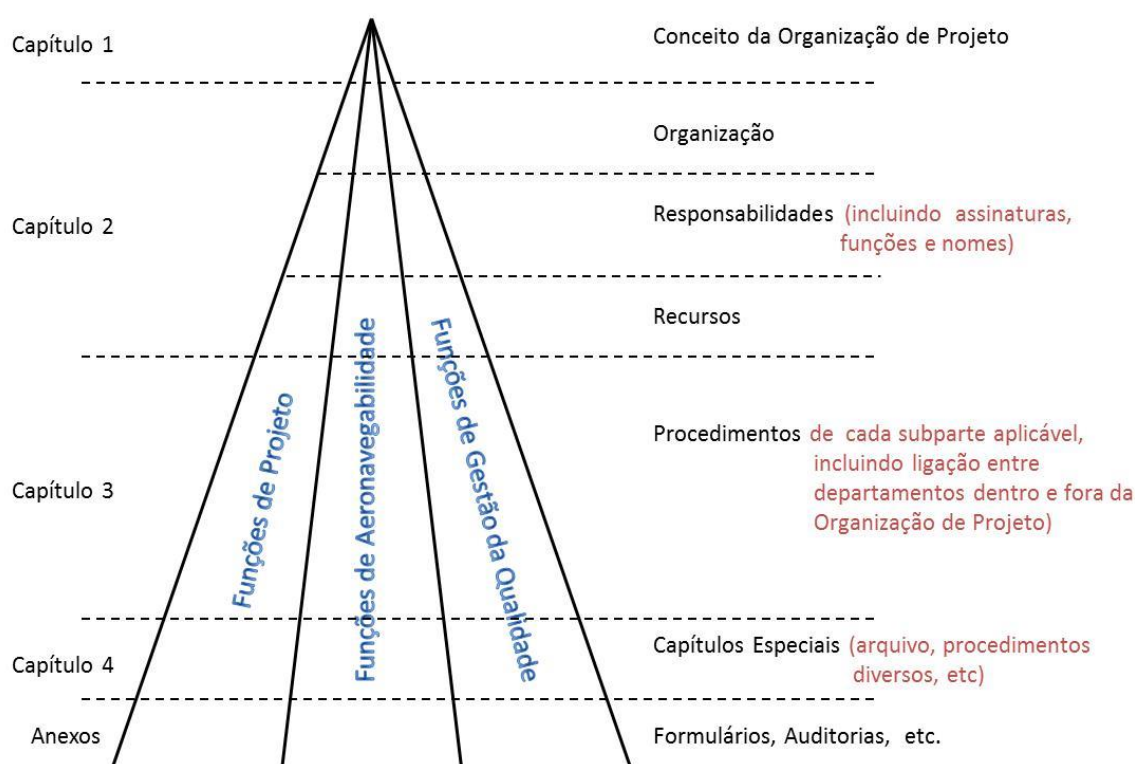 Capítulo 1
Conceito da Organização de Projeto
Organização
Capítulo 2
Responsabilidades (incluindo assinaturas,
funções e nomes)
Recursos
Funções de Projeto
Funções de Aeronavegabilidade
Funções de Gestão da Qualidade
Capítulo 3
Procedimentos de cada subparte aplicável,
incluindo ligação entre
departamentos dentro e fora da
Organização de Projeto)
Capítulo 4
Capítulos Especiais (arquivo, procedimentos
diversos, etc)
Anexos
Formulários, Auditorias, etc.